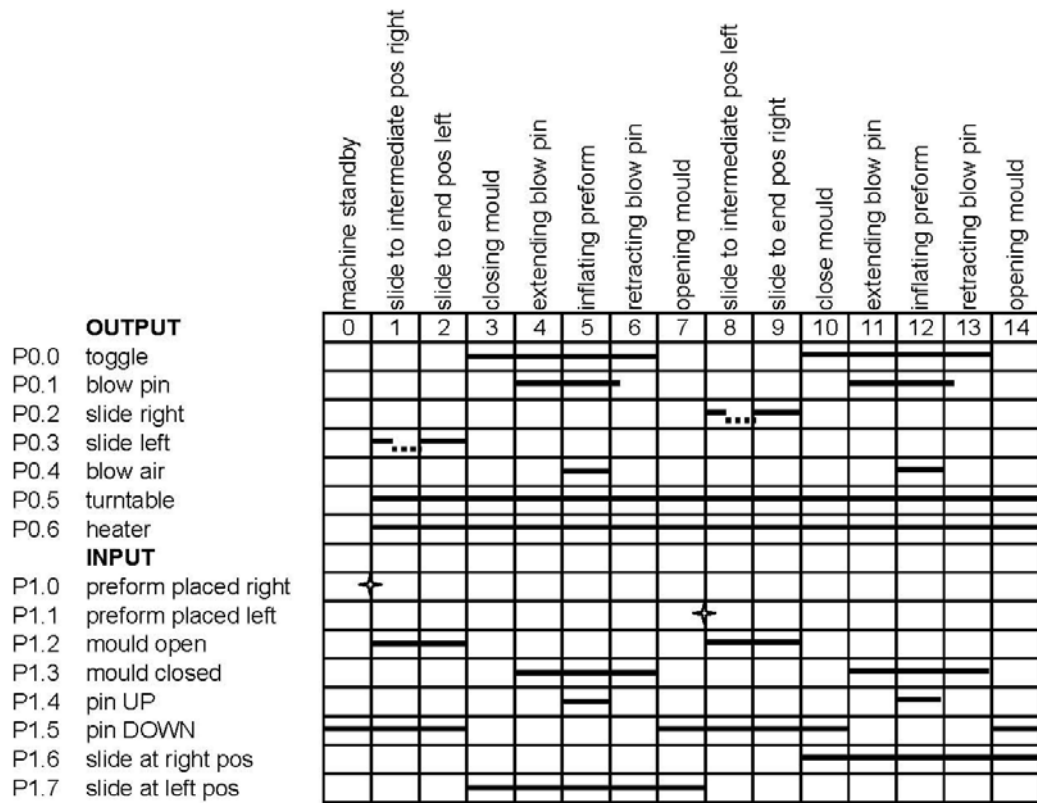 machine standby
slide to intermediate pos right
slide to end pos left
closing mould
extending blow pin
inflating preform
retracting blow pin
opening mould
slide to intermediate pos left
slide to end pos right
close mould
extending blow pin
inflating preform
retracting blow pin
opening mould
OUTPUT 0 1 2 3 4 5 6 7 8 9 10 11 12 13 14
P0.0 toggle
P0.1 blow pin
P0.2 slide right
P0.3 slide left
P0.4 blow air
P0.5 turntable
P0.6 heater
INPUT
P1.0 preform placed right
P1.1 preform placed left
P1.2 mould open
P1.3 mould closed
P1.4 pin UP
P1.5 pin DOWN
P1.6 slide at right pos
P1.7 slide at left pos